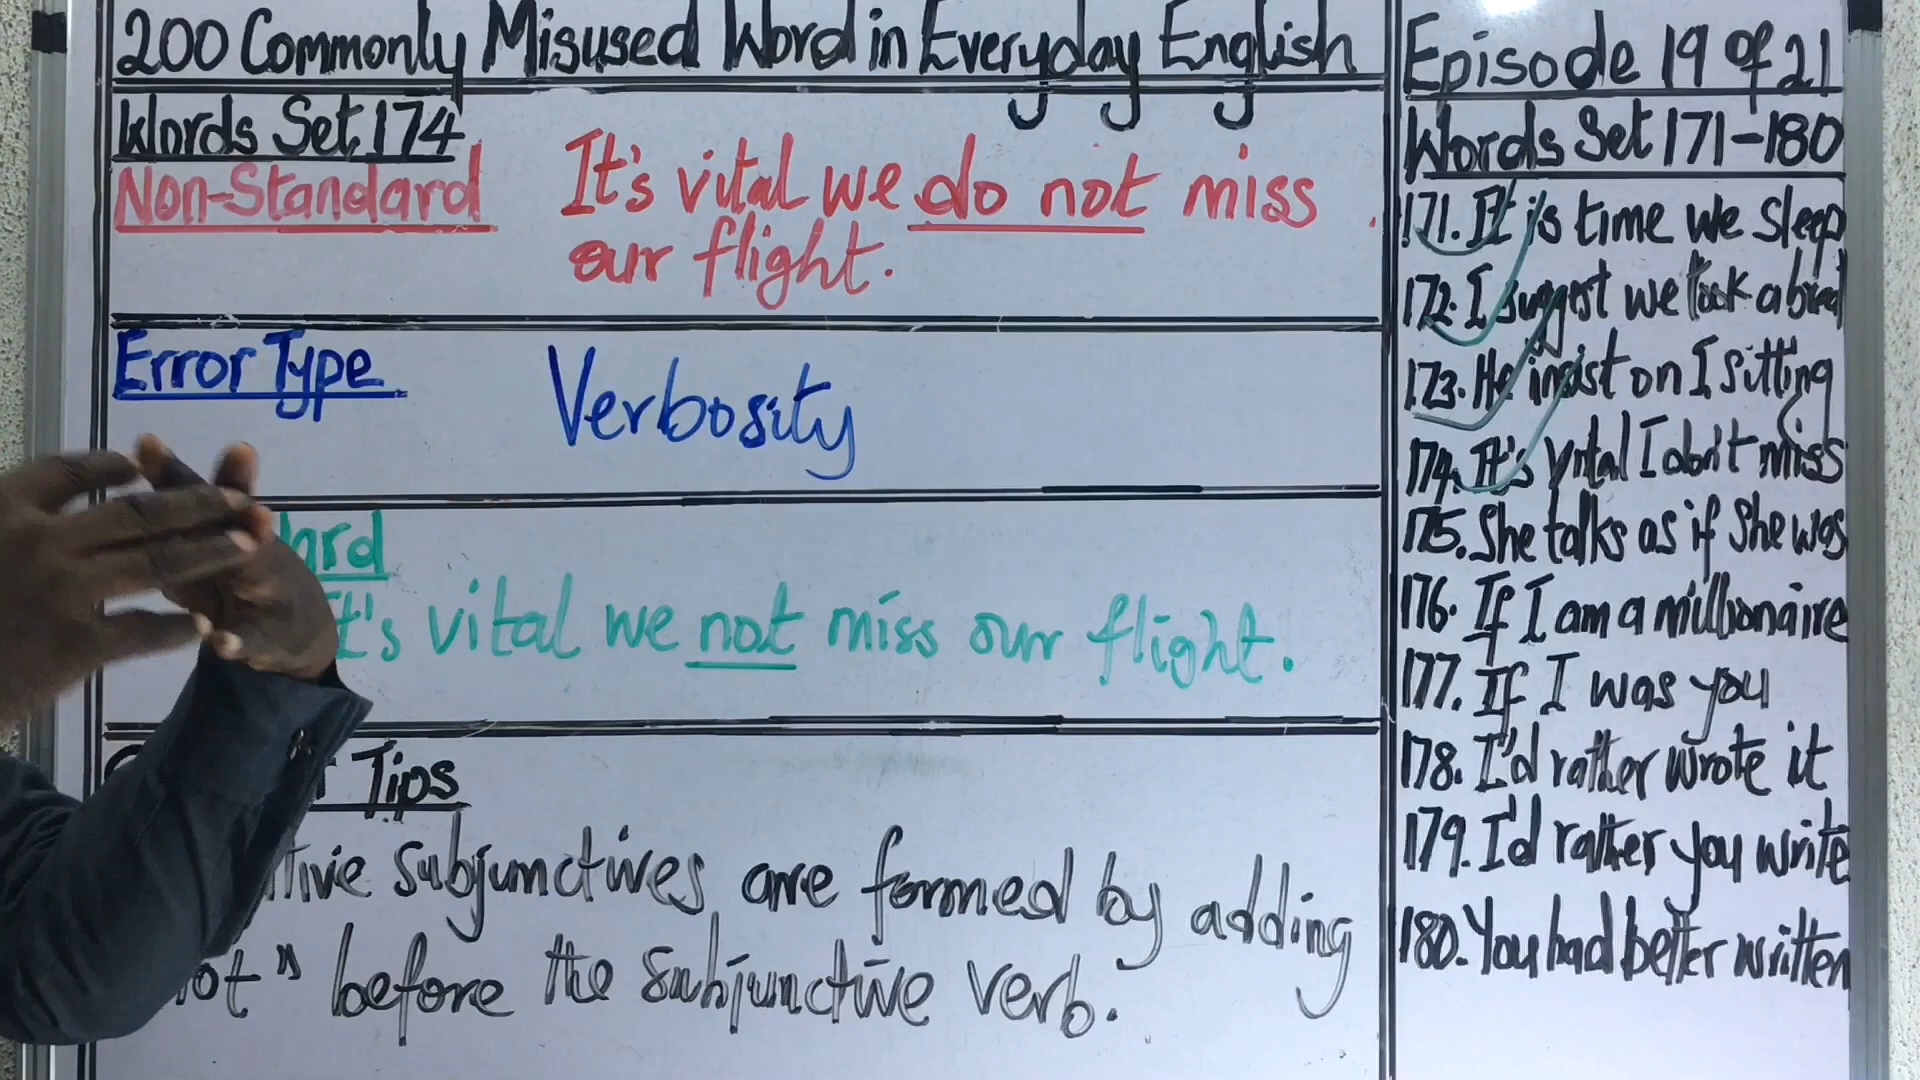 200 Commonly Misused Word in Everyday English
Words Set 174
Non-Standard
It's vital we do not miss
our flight.
Error Type
Verbosity
ard
It's vital we not miss our flight.
Tips
tive subjunctives are formed by adding
ot" before the subjunctive verb.
Episode 19 of 21
Words Set 171-180
171. It is time we sleep
172. I suggest we took a break
173. He insist on I sitting
174. It's vital I don't miss
175. She talks as if she was
176. If I am a millionaire
177. If I was you
178. I'd rather wrote it
179. I'd rather you write
180. You had better written